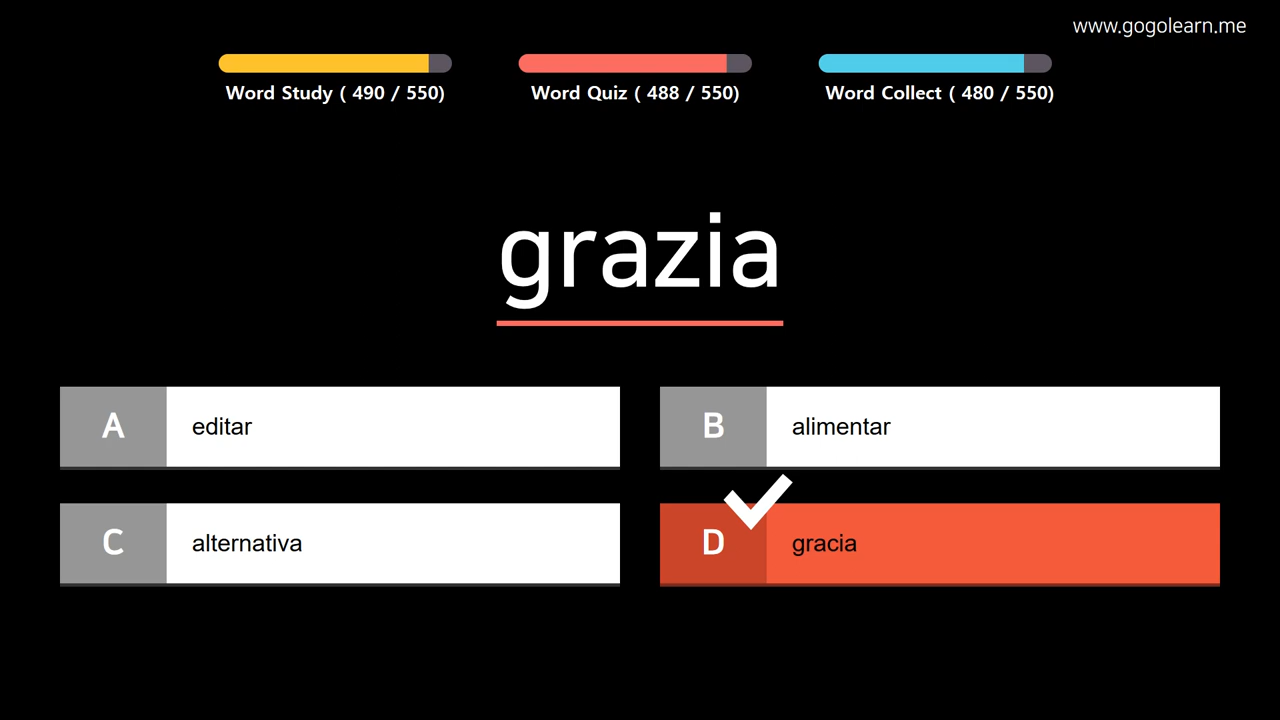 www.gogolearn.me
Word Study ( 490 / 550)
Word Quiz ( 488 / 550)
Word Collect ( 480 / 550)
grazia
A editar
B alimentar
C alternativa
D gracia